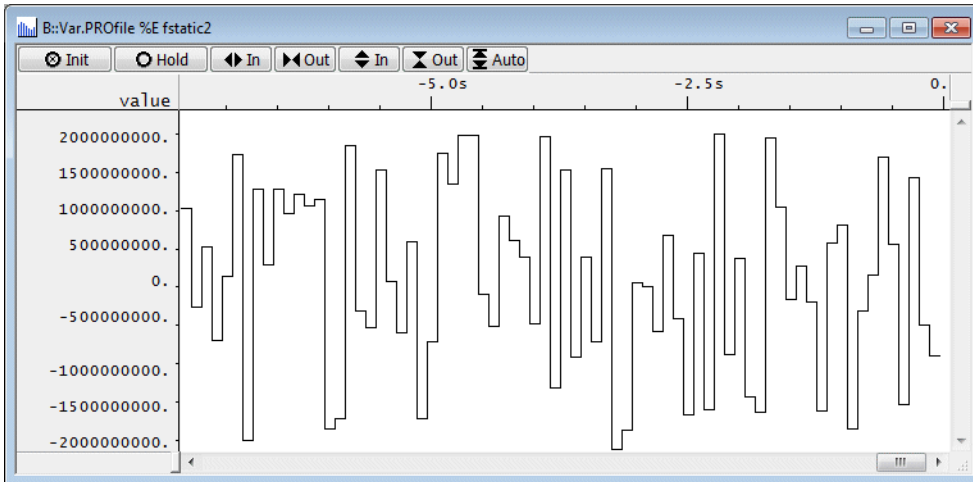 B::Var.PROfile %E fstatic2
Init Hold In Out In Out Auto
-5.0s -2.5s 0.
value
2000000000.
1500000000.
1000000000.
500000000.
0.
-500000000.
-1000000000.
-1500000000.
-2000000000.